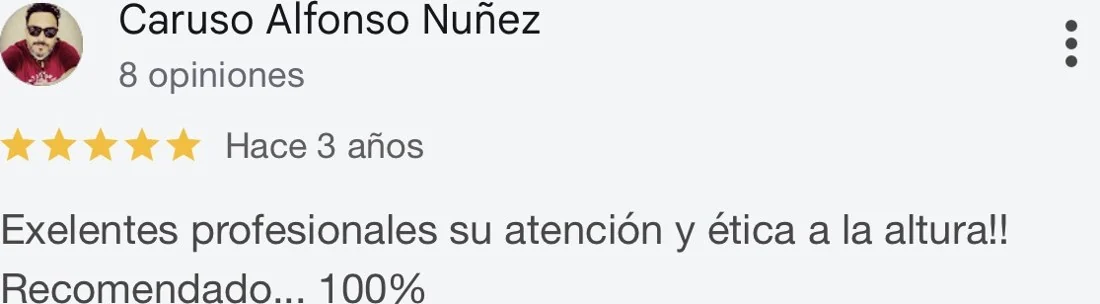 Caruso Alfonso Nuñez
8 opiniones
Hace 3 años
Exelentes profesionales su atención y ética a la altura!!
Recomendado... 100%